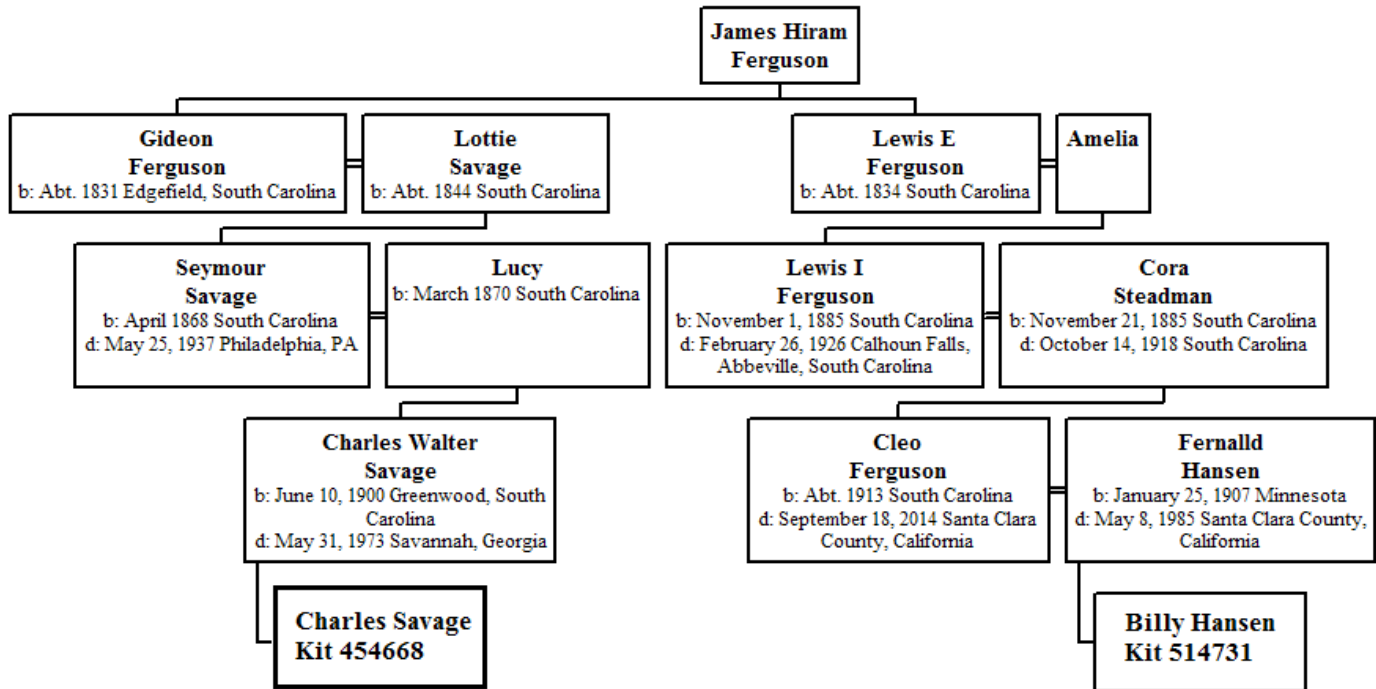 James Hiram
Ferguson
Gideon
Ferguson
b: Abt. 1831 Edgefield, South Carolina
Lottie
Savage
b: Abt. 1844 South Carolina
Lewis E
Ferguson
b: Abt. 1834 South Carolina
Amelia
Seymour
Savage
b: April 1868 South Carolina
d: May 25, 1937 Philadelphia, PA
Lucy
b: March 1870 South Carolina
Lewis I
Ferguson
b: November 1, 1885 South Carolina
d: February 26, 1926 Calhoun Falls,
Abbeville, South Carolina
Cora
Steadman
b: November 21, 1885 South Carolina
d: October 14, 1918 South Carolina
Charles Walter
Savage
b: June 10, 1900 Greenwood, South
Carolina
d: May 31, 1973 Savannah, Georgia
Cleo
Ferguson
b: Abt. 1913 South Carolina
d: September 18, 2014 Santa Clara
County, California
Fernalld
Hansen
b: January 25, 1907 Minnesota
d: May 8, 1985 Santa Clara County,
California
Charles Savage
Kit 454668
Billy Hansen
Kit 514731